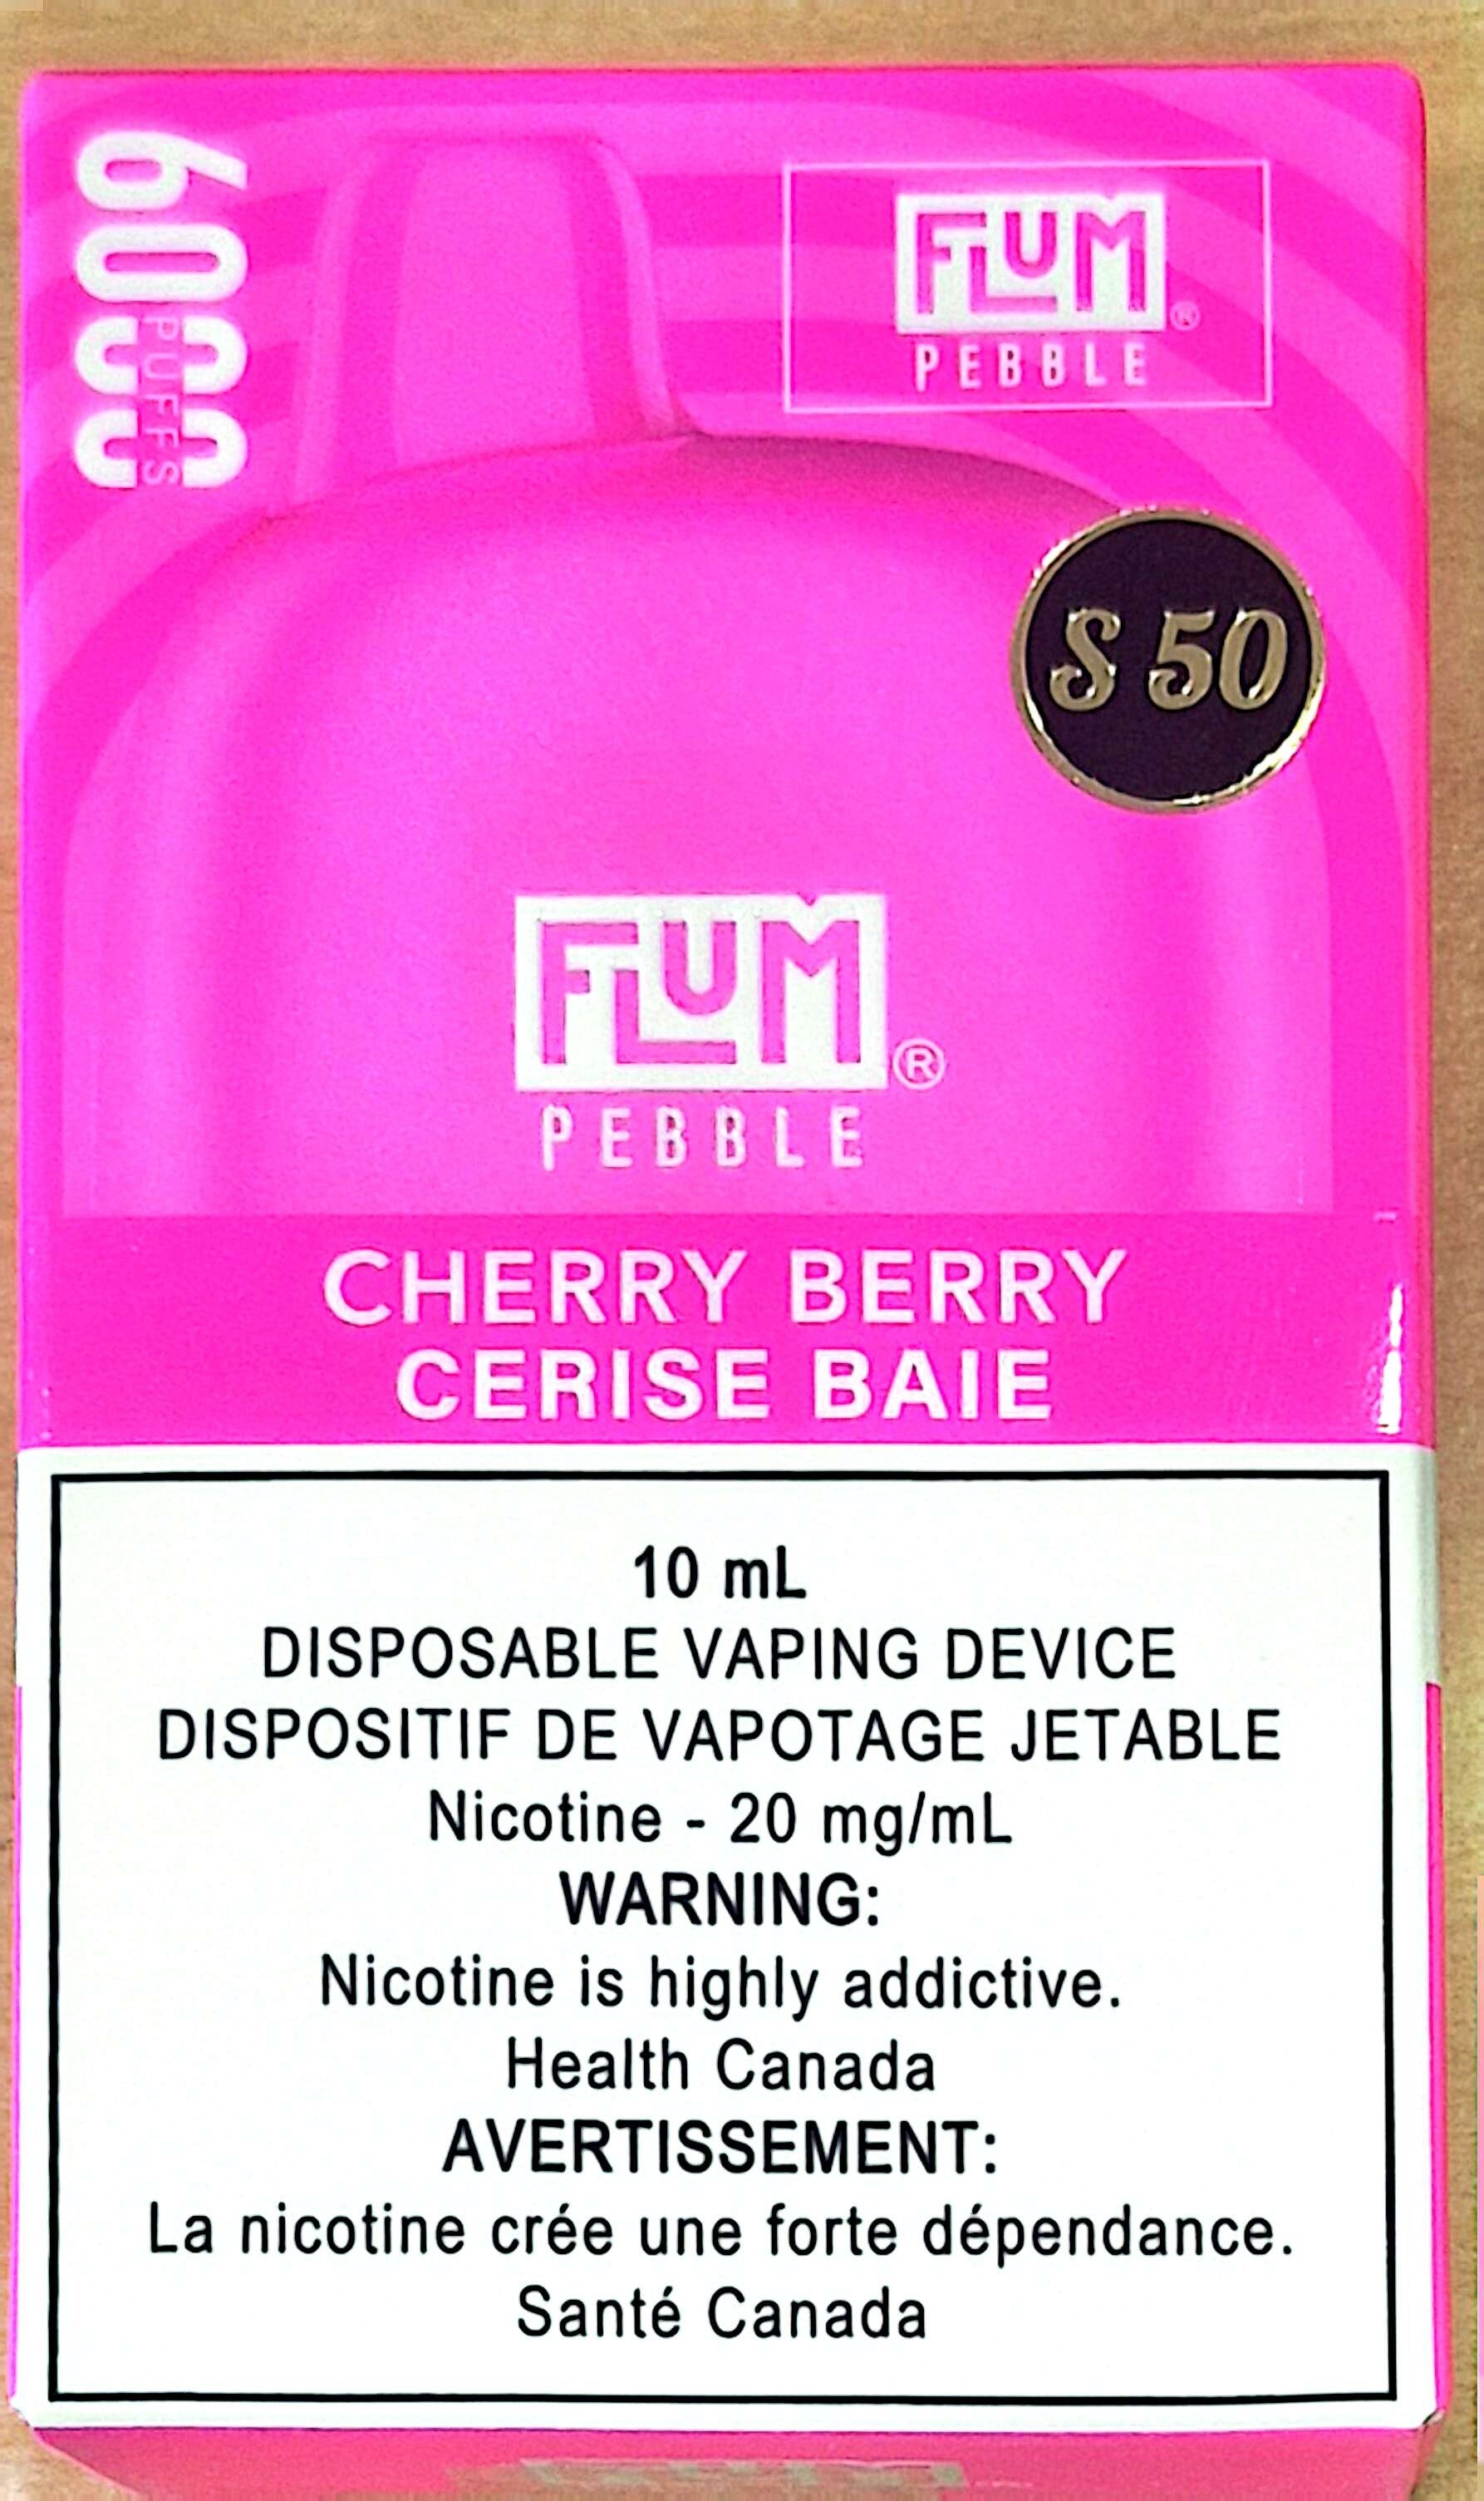 6000
PUFFS
FLUM®
PEBBLE
S 50
FLUM®
PEBBLE
CHERRY BERRY
CERISE BAIE
10 mL
DISPOSABLE VAPING DEVICE
DISPOSITIF DE VAPOTAGE JETABLE
Nicotine - 20 mg/mL
WARNING:
Nicotine is highly addictive.
Health Canada
AVERTISSEMENT:
La nicotine crée une forte dépendance.
Santé Canada